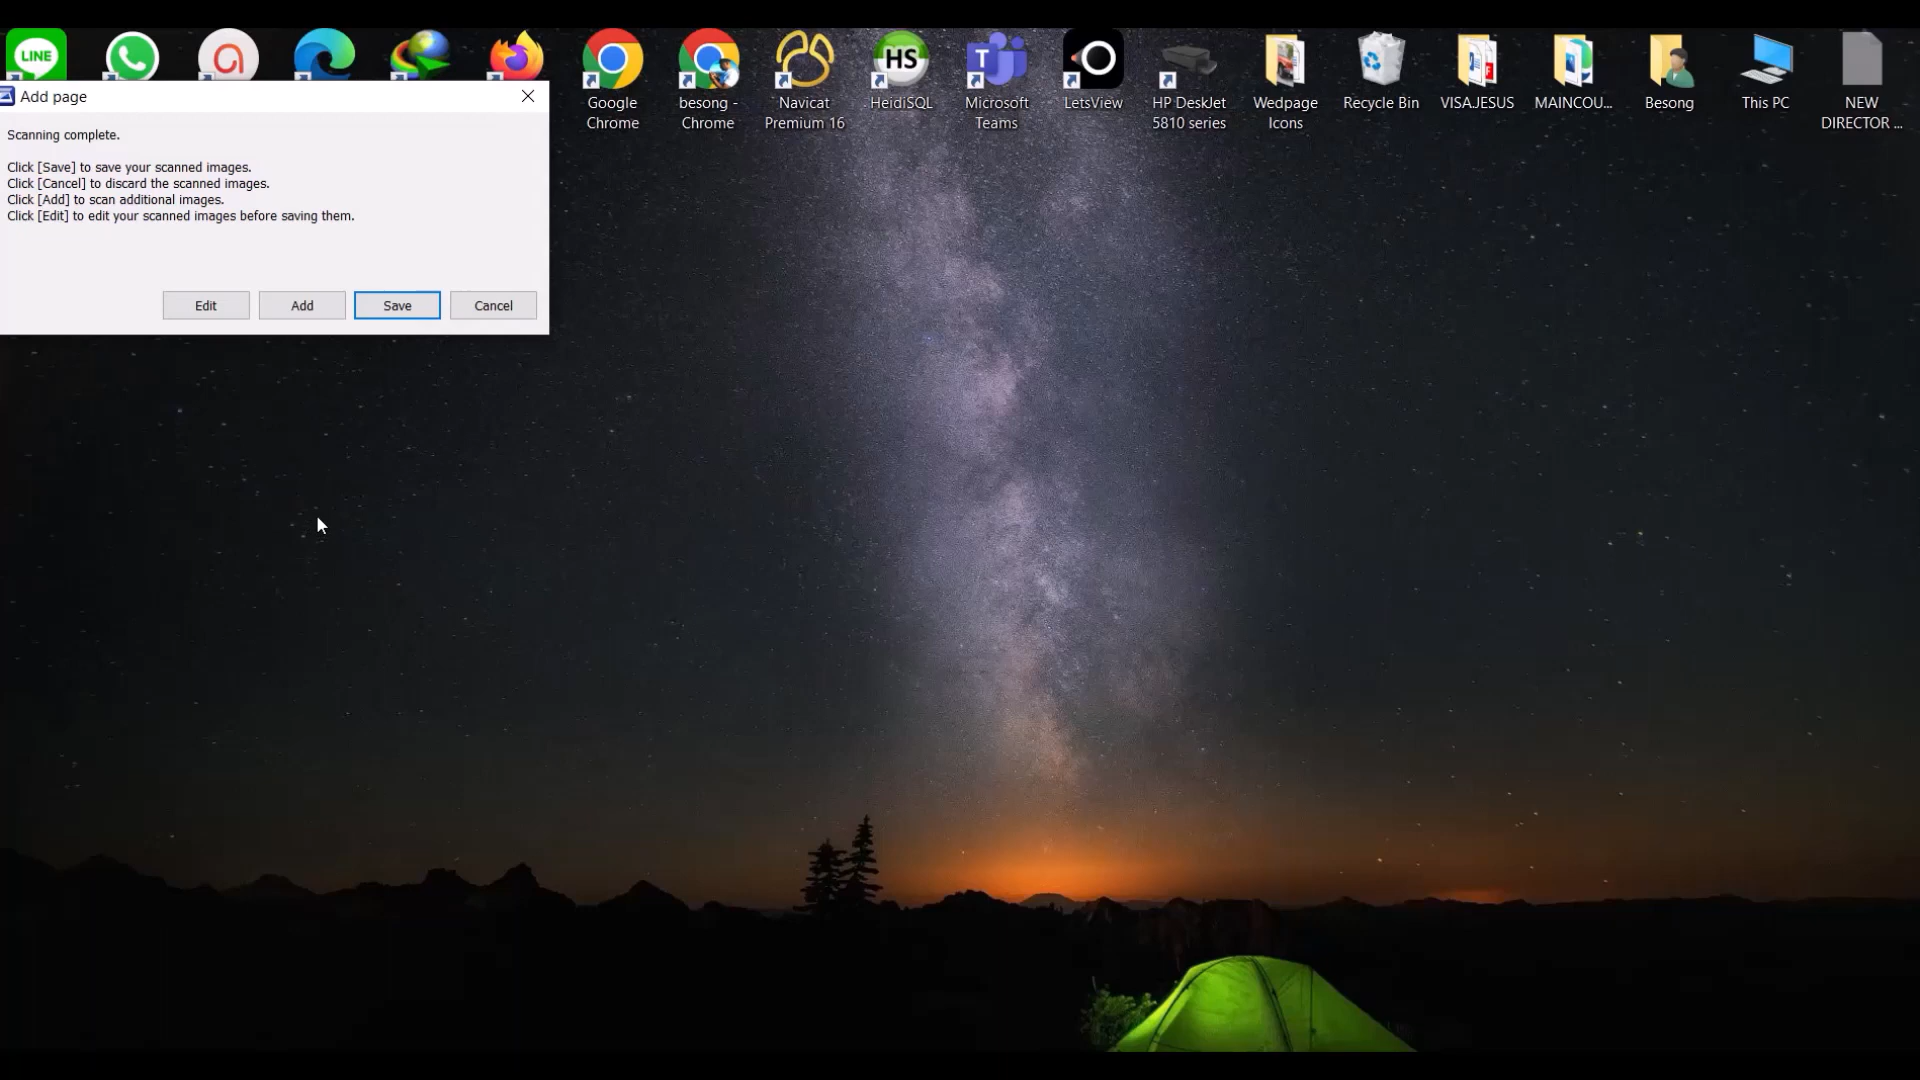 LINE
HS
T
Google
Chrome
besong -
Chrome
Navicat
Premium 16
HeidiSQL
Microsoft
Teams
LetsView
HP DeskJet
5810 series
Wedpage
Icons
Recycle Bin
VISAJESUS
MAINCOU...
Besong
This PC
NEW
DIRECTOR ...
Add page
Scanning complete.
Click [Save] to save your scanned images.
Click [Cancel] to discard the scanned images.
Click [Add] to scan additional images.
Click [Edit] to edit your scanned images before saving them.
Edit
Add
Save
Cancel